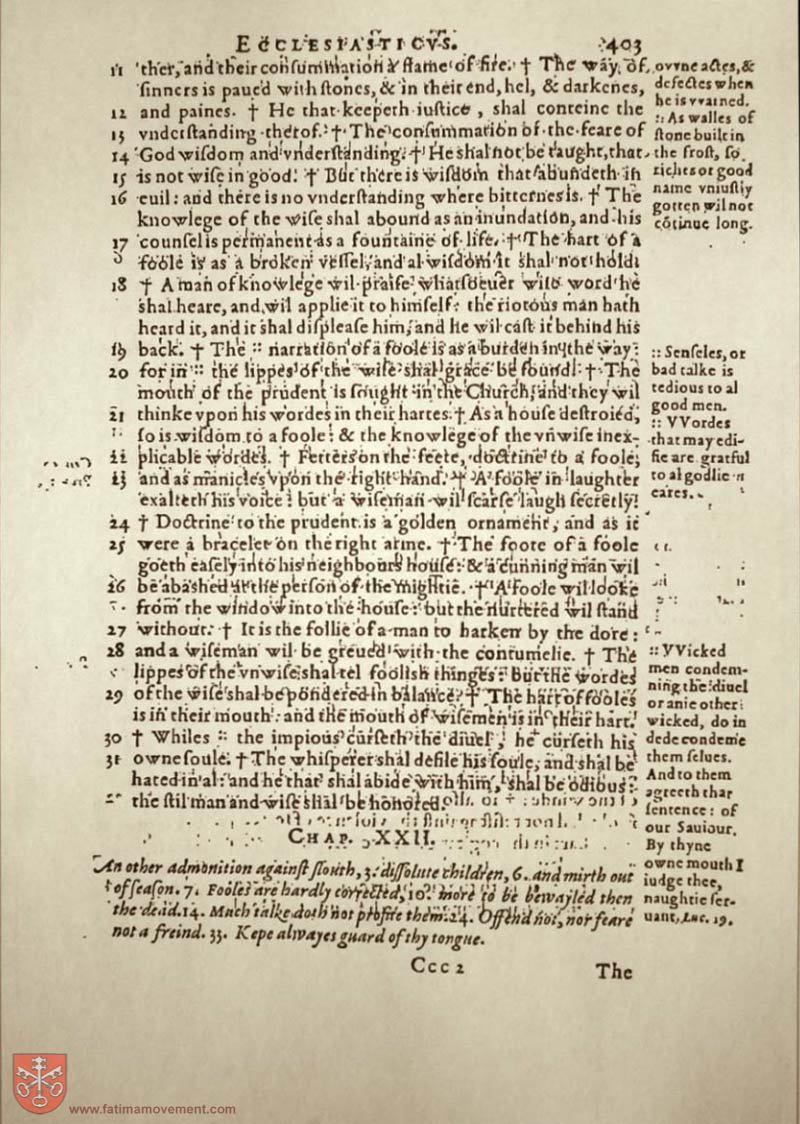 ECCLESIASTICVS. 403
11 ther, and their consummation a flame of fire. † The way of
sinners is paued with stones, & in their end, hel, & darkenes,
12 and paines. † He that keepeth iustice, shal conteine the
13 vnderstanding therof. † The consummation of the feare of
14 God wisdom and vnderstanding. † He shal not be taught, that
15 is not wise in good. † But there is wisdom that abundeth in
16 euil: and there is no vnderstanding where bitternes is. † The
knowlege of the wise shal abound as an inundation, and his
17 counsel is permanent as a fountaine of life. † The hart of a
foole is as a broken vessel, and al wisdom it shal not hold.
18 † A man of knowlege wil praise whatsoeuer wise word he
shal heare, and wil applie it to himself: the riotous man hath
heard it, and it shal displease him, and he wil cast it behind his
19 back. † The :: narration of a foole is as a burden in the way:
20 for in :: the lippes of the wise shal grace be found. † The
mouth of the prudent is sought in the Church, and they wil
21 thinke vpon his wordes in their hartes. † As a house destroied,
so is wisdom to a foole: & the knowlege of the vnwise inex-
22 plicable wordes. † Fetters on the feete, doctrine to a foole,
23 and as manicles vpon the right hand. † A foole in laughter
exalteth his voice: but a wiseman wil scarse laugh secretly.
24 † Doctrine to the prudent is a golden ornament, and as it
25 were a bracelet on the right arme. † The foote of a foole
goeth easely into his neighbours house: & a cunning man wil
26 be abashed at the person of the mightie. † A foole wil looke
from the window into the house: but the nurtered wil stand
27 without. † It is the follie of a man to harken by the dore:
28 and a wiseman wil be greued with the contumelie. † The
lippes of the vnwise shal tel foolish thinges: but the wordes
29 of the wise shal be pondered in balance. † The hart of fooles
is in their mouth: and the mouth of wisemen is in their hart.
30 † Whiles :: the impious curseth the diuel, he curseth his
31 owne soule. † The whisperer shal defile his soule, and shal be
hated in al: and he that shal abide with him, shal be odious:
the stil man and wise shal be honored
CHAP. XXII.
An other admonition against slouth, 3. dissolute children, 6. and mirth out
of season. 7. Fooles are hardly corrected, 10. more to be bewayled then
the dead. 14. Much talke doth not profite them. 24. Offend not, nor feare
not a freind. 33. Kepe alwayes guard of thy tongue.
Ccc 2 The
owne actes, &
defectes when
he is warned.
:: As walles of
stone built in
the frost, so
riches or good
name vniustly
gotten wil not
cōtinue long.
:: Senseles, or
bad talke is
tedious to al
good men.
:: VVordes
that may edi-
fie are gratful
to al godlie
eares.
:: VVicked
men condem-
ning the diuel
or anie other
wicked, do in
dede condemne
them selues.
And to them
agreeth that
sentence: of
our Sauiour.
By thyne
owne mouth I
iudge thee,
naughtie ser-
uant, Luc. 19.
www.fatimamovement.com